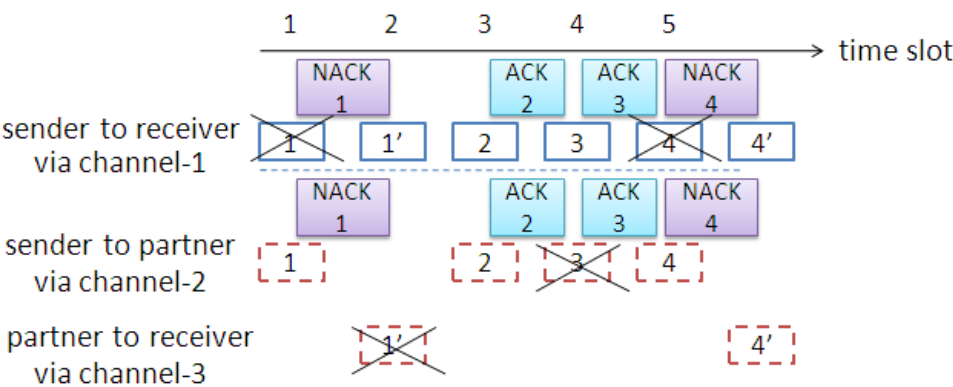 1 2 3 4 5
time slot
NACK 1 ACK 2 ACK 3 NACK 4
sender to receiver
via channel-1
1 1' 2 3 4 4'
NACK 1 ACK 2 ACK 3 NACK 4
sender to partner
via channel-2
1 2 3 4
partner to receiver
via channel-3
1' 4'